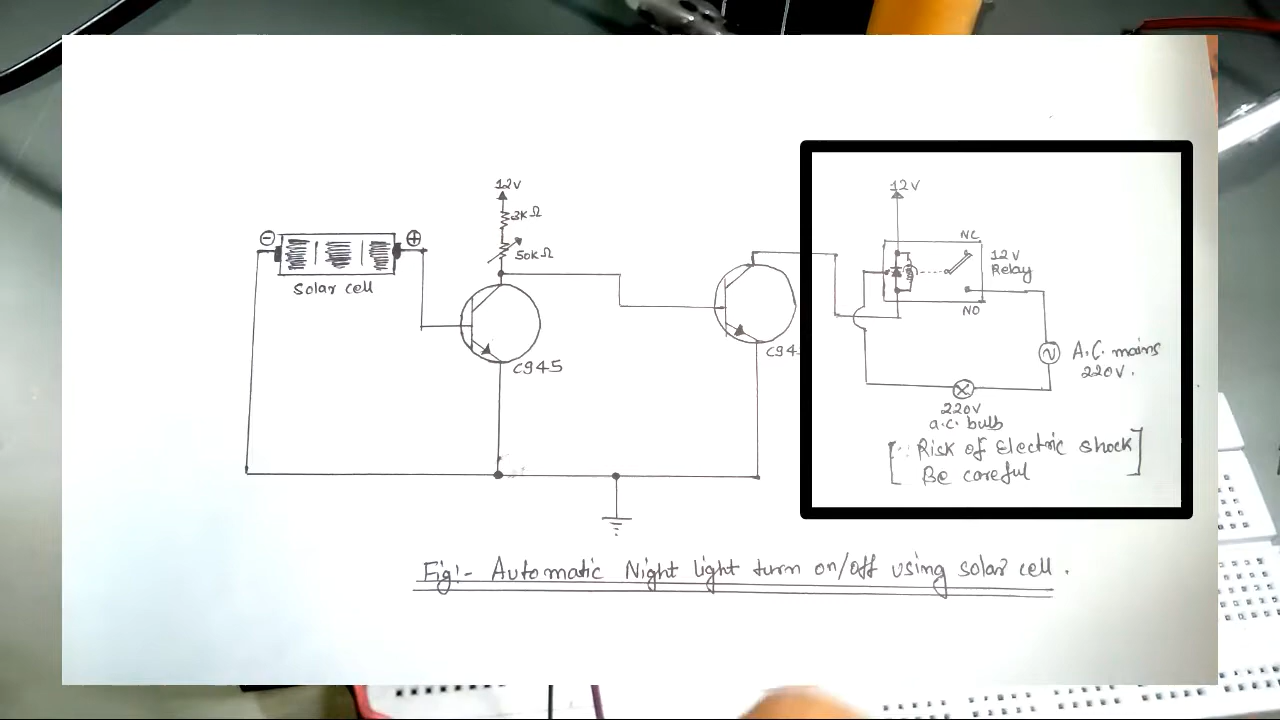 12V
3KΩ
50KΩ
⊖ ⊕
Solar cell
C945
C94
12V
NC
12V
Relay
NO
A.C. mains
220V.
220V
a.c. bulb
[∵ Risk of Electric shock
Be careful]
Fig:- Automatic Night light turn on/off using solar cell.